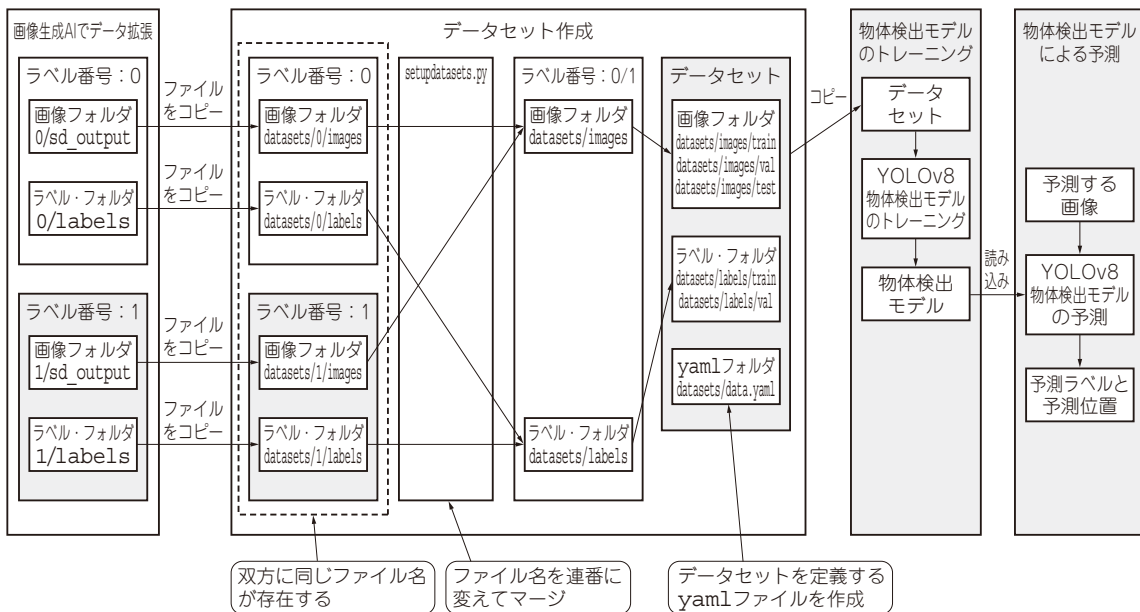 画像生成AIでデータ拡張
ラベル番号：0
画像フォルダ
0/sd_output
ラベル・フォルダ
0/labels
ラベル番号：1
画像フォルダ
1/sd_output
ラベル・フォルダ
1/labels
ファイル
をコピー
ファイル
をコピー
ファイル
をコピー
ファイル
をコピー
データセット作成
ラベル番号：0
画像フォルダ
datasets/0/images
ラベル・フォルダ
datasets/0/labels
ラベル番号：1
画像フォルダ
datasets/1/images
ラベル・フォルダ
datasets/1/labels
setupdatasets.py
ラベル番号：0/1
画像フォルダ
datasets/images
ラベル・フォルダ
datasets/labels
データセット
画像フォルダ
datasets/images/train
datasets/images/val
datasets/images/test
ラベル・フォルダ
datasets/labels/train
datasets/labels/val
yamlフォルダ
datasets/data.yaml
コピー
物体検出モデル
のトレーニング
データ
セット
YOLOv8
物体検出モデル
のトレーニング
物体検出
モデル
読み
込み
物体検出モデル
による予測
予測する
画像
YOLOv8
物体検出モデル
の予測
予測ラベルと
予測位置
双方に同じファイル名
が存在する
ファイル名を連番に
変えてマージ
データセットを定義する
yamlファイルを作成